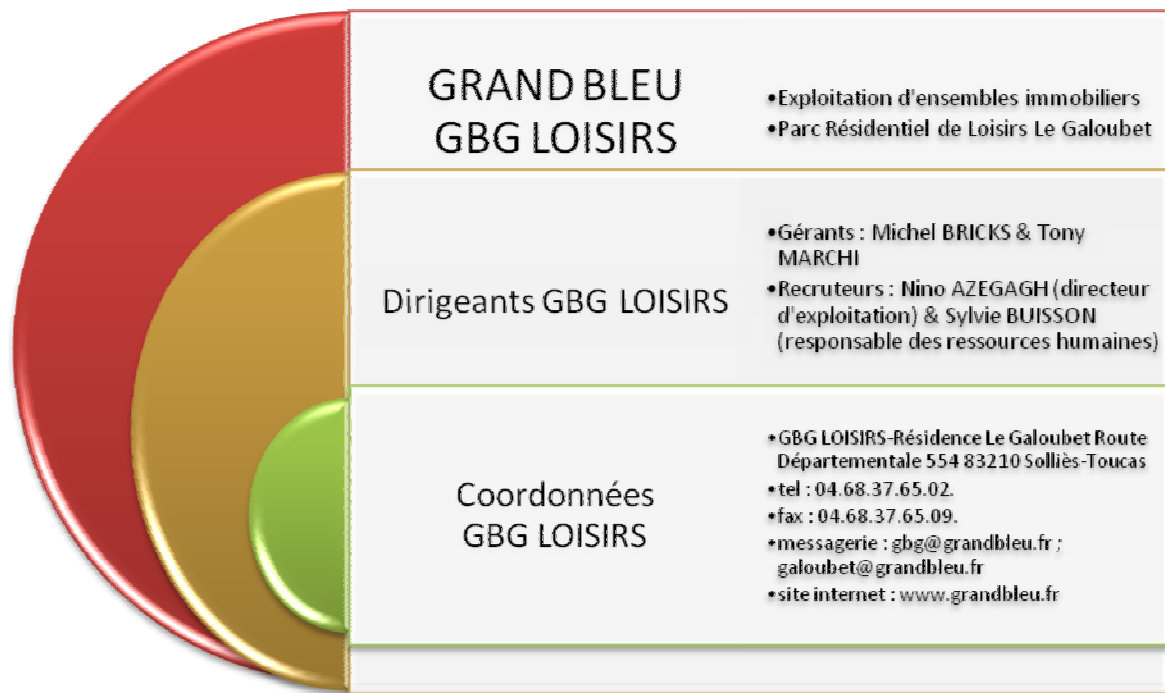 GRAND BLEU
GBG LOISIRS
•Exploitation d'ensembles immobiliers
•Parc Résidentiel de Loisirs Le Galoubet
Dirigeants GBG LOISIRS
•Gérants : Michel BRICKS & Tony
MARCHI
•Recruteurs : Nino AZEGAGH (directeur
d'exploitation) & Sylvie BUISSON
(responsable des ressources humaines)
Coordonnées
GBG LOISIRS
•GBG LOISIRS-Résidence Le Galoubet Route
Départementale 554 83210 Solliès-Toucas
•tel : 04.68.37.65.02.
•fax : 04.68.37.65.09.
•messagerie : gbg@grandbleu.fr ;
galoubet@grandbleu.fr
•site internet : www.grandbleu.fr